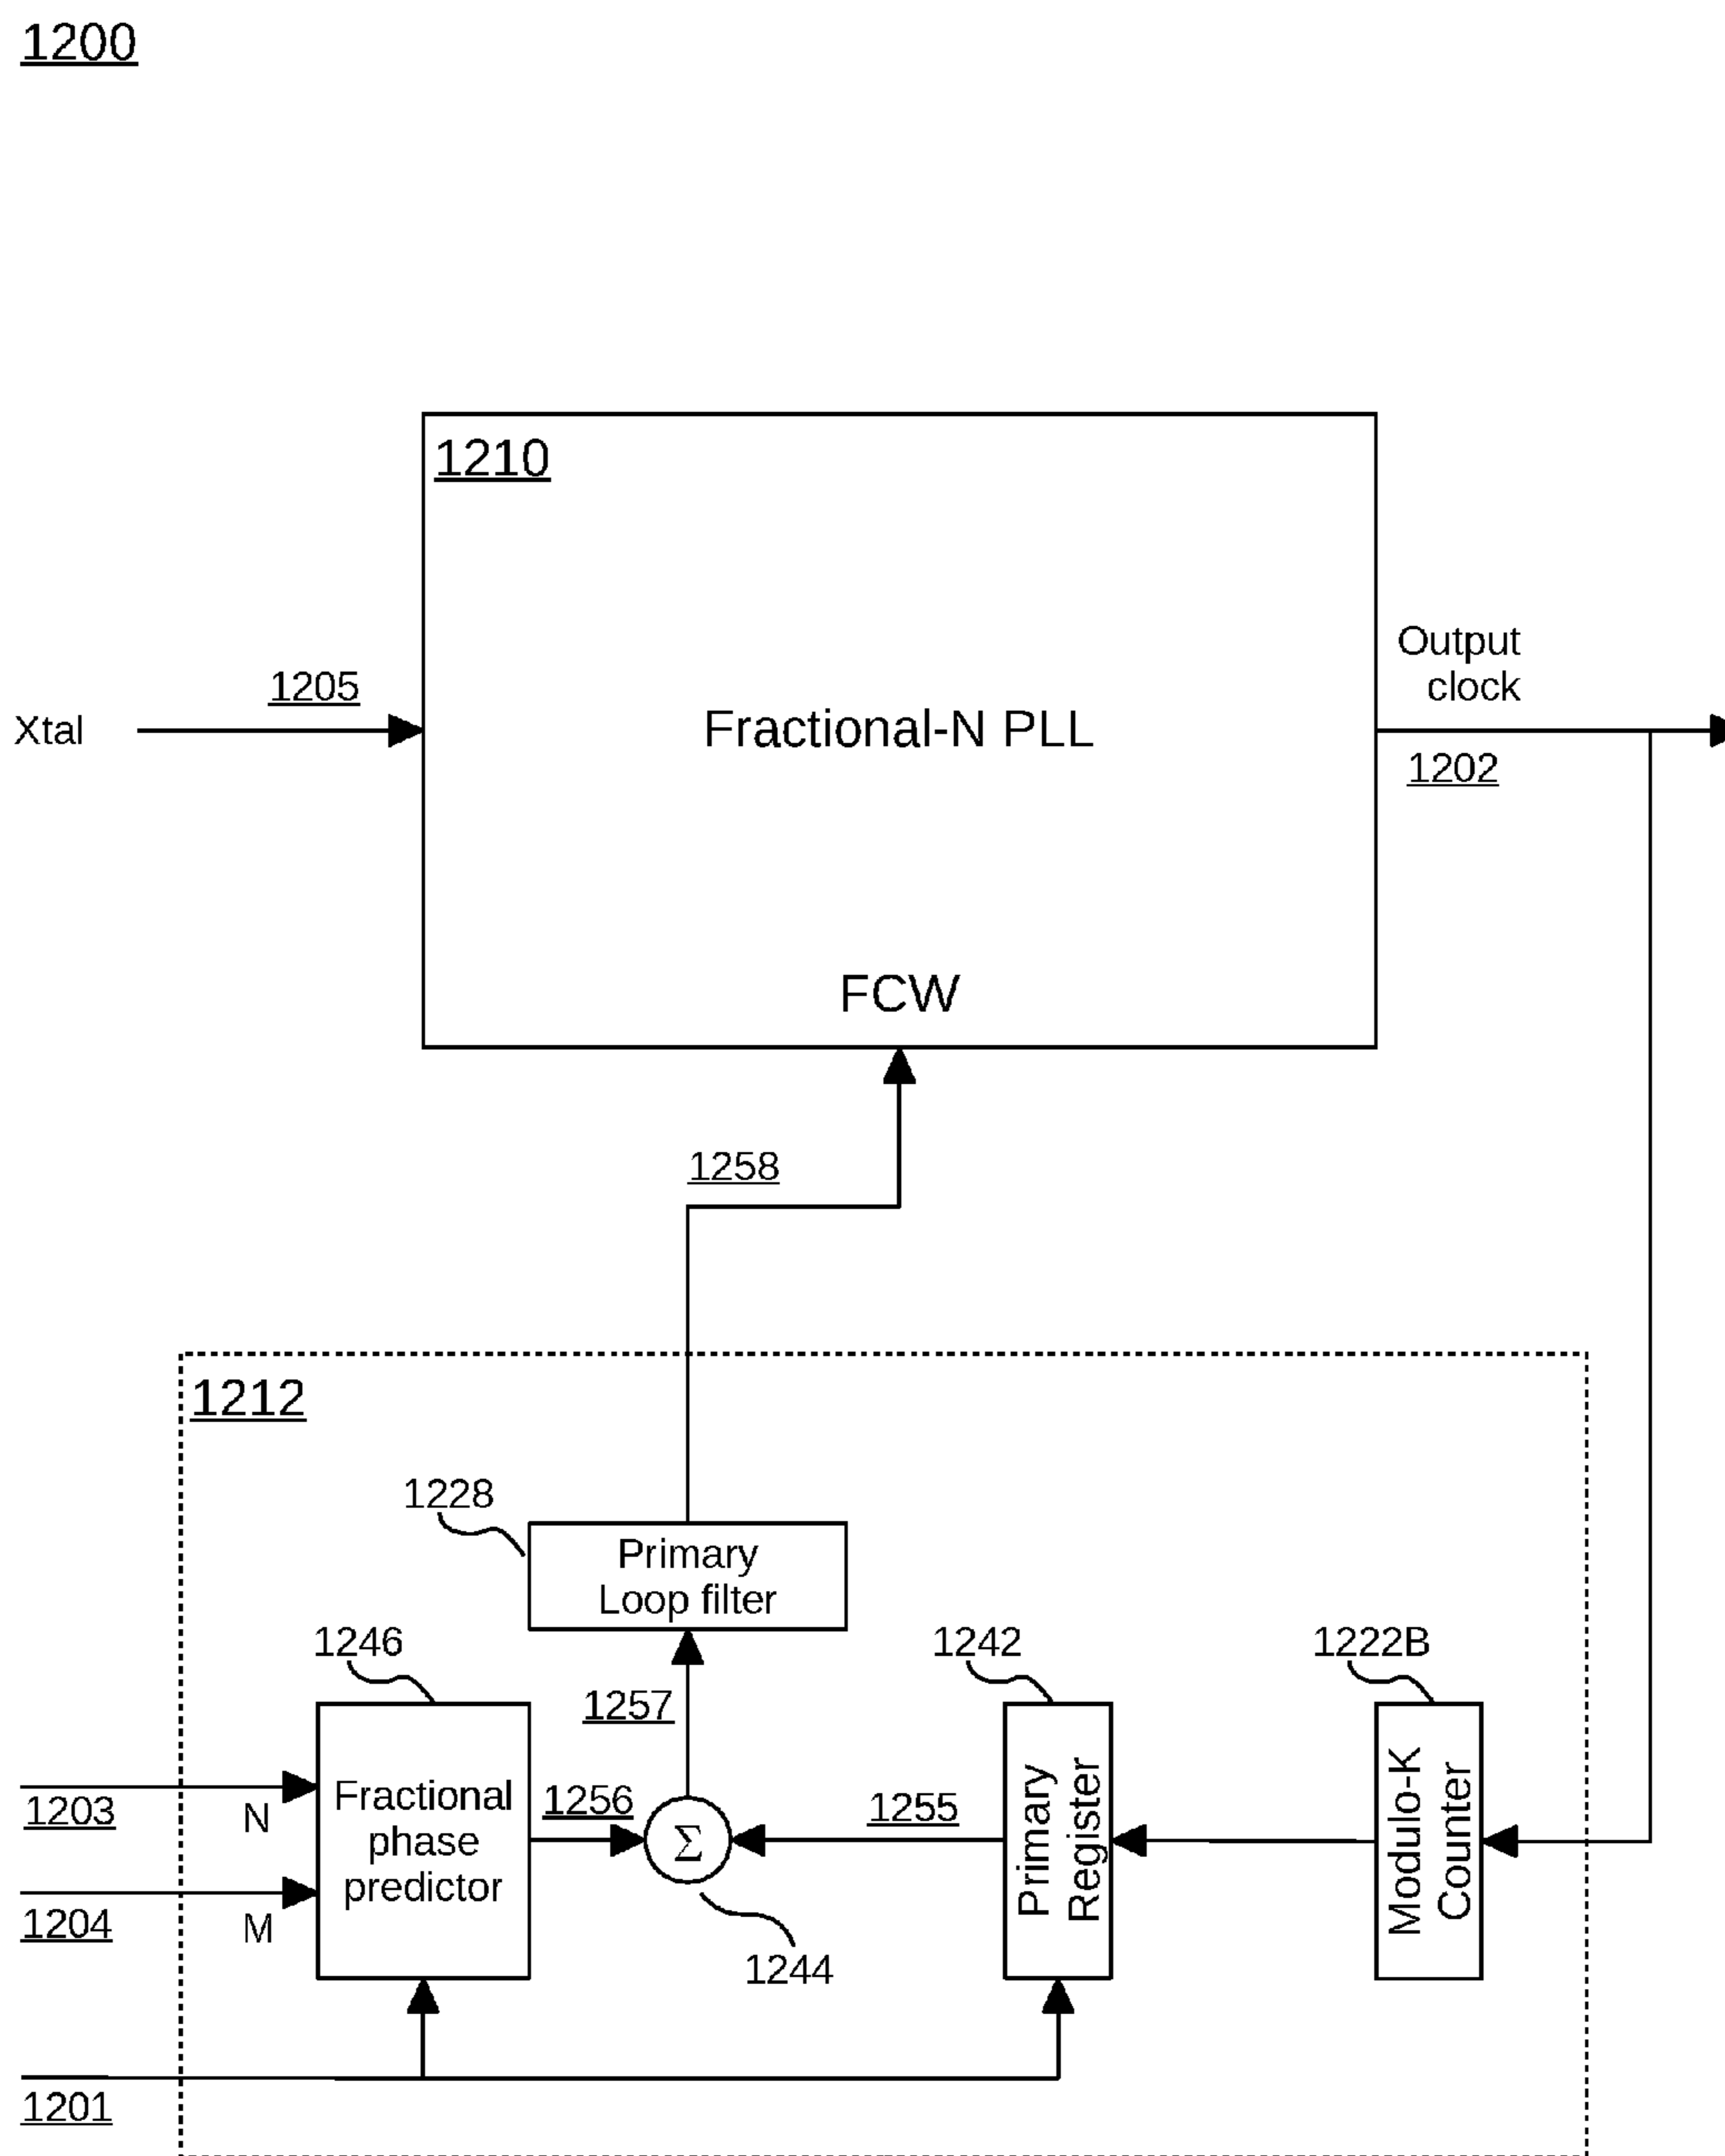 1200
1210
Output
clock
1205
Xtal
Fractional-N PLL
1202
FCW
1258
1212
1228
Primary
Loop filter
1246
1242
1222B
1257
Fractional
phase
predictor
1256
Σ
1255
Primary
Register
Modulo-K
Counter
1203
N
1204
M
1244
1201